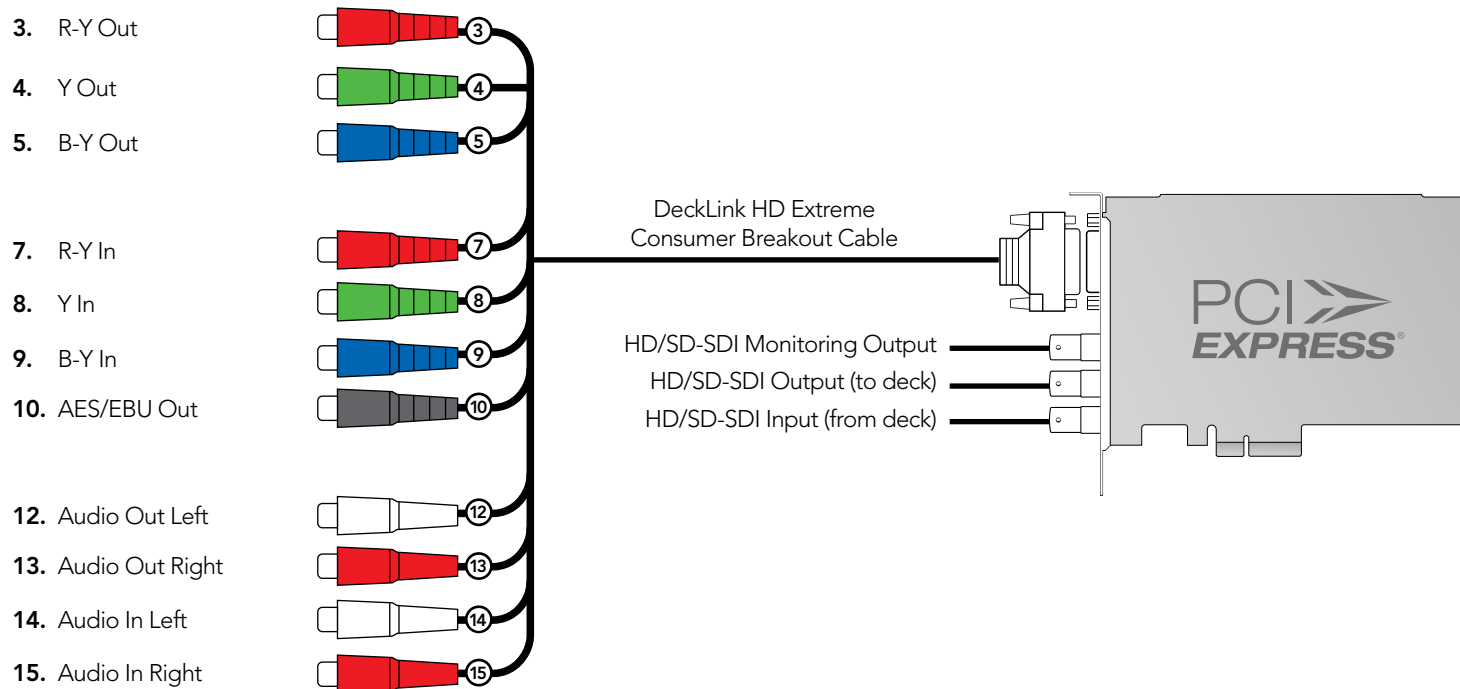 3. R-Y Out
3
4. Y Out
4
5. B-Y Out
5
7. R-Y In
7
8. Y In
8
9. B-Y In
9
10. AES/EBU Out
10
12. Audio Out Left
12
13. Audio Out Right
13
14. Audio In Left
14
15. Audio In Right
15
DeckLink HD Extreme
Consumer Breakout Cable
HD/SD-SDI Monitoring Output
HD/SD-SDI Output (to deck)
HD/SD-SDI Input (from deck)
PCI
EXPRESS®